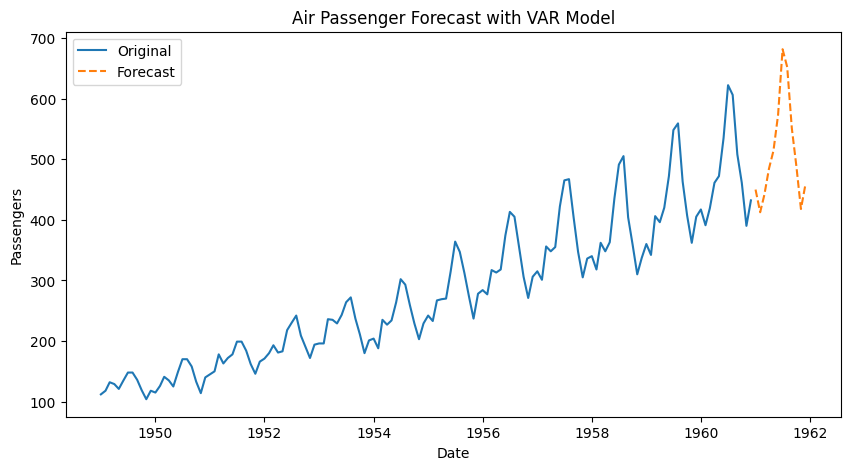 Air Passenger Forecast with VAR Model
Original
Forecast
Passengers
700
600
500
400
300
200
100
1950 1952 1954 1956 1958 1960 1962
Date